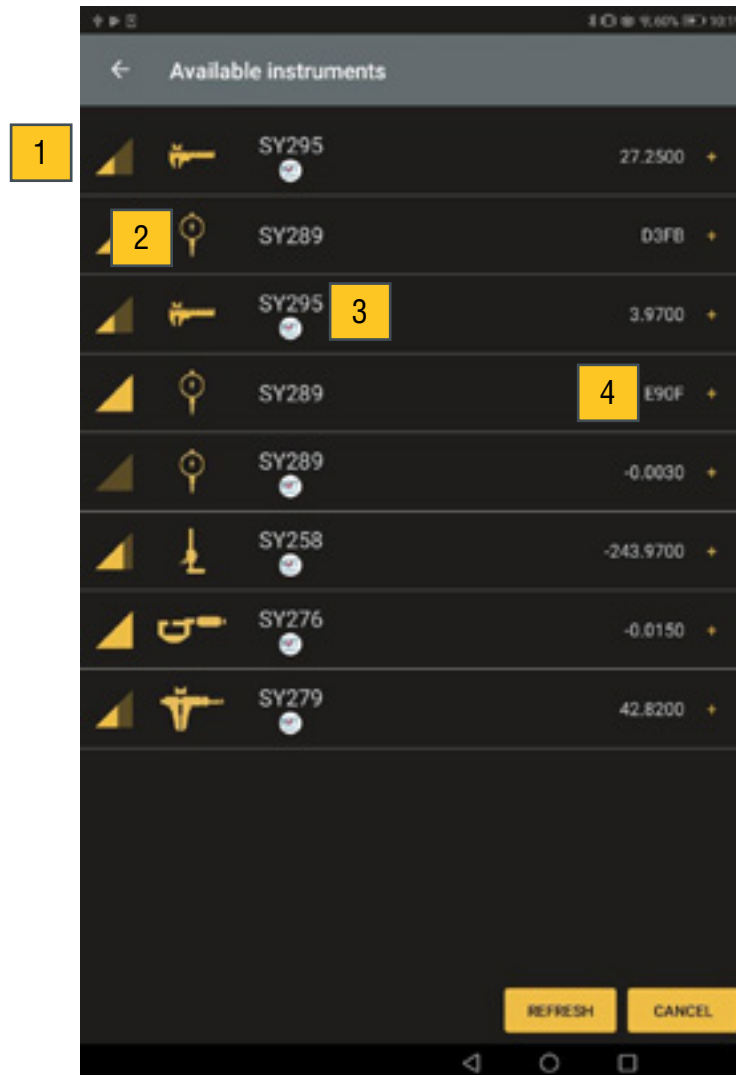 Available instruments
1
SY295
27.2500 +
2
SY289
D3FB +
SY295
3
3.9700 +
SY289
4
E90F +
SY289
-0.0030 +
SY258
-243.9700 +
SY276
-0.0150 +
SY279
42.8200 +
REFRESH
CANCEL